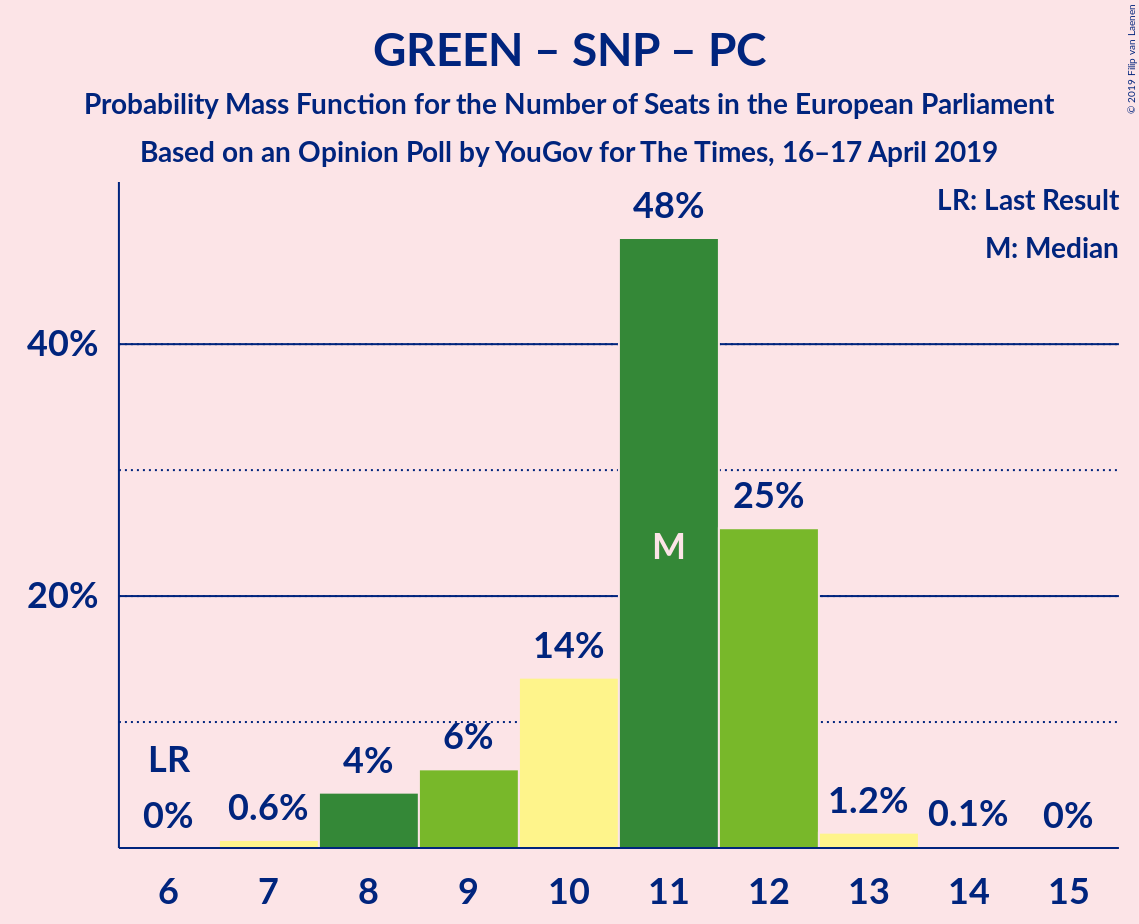 GREEN – SNP – PC
Probability Mass Function for the Number of Seats in the European Parliament
Based on an Opinion Poll by YouGov for The Times, 16–17 April 2019
© 2019 Filip van Laenen
LR: Last Result
M: Median
48%
40%
25%
M
20%
14%
6%
LR
4%
0%
0.6%
1.2%
0.1%
0%
6 7 8 9 10 11 12 13 14 15